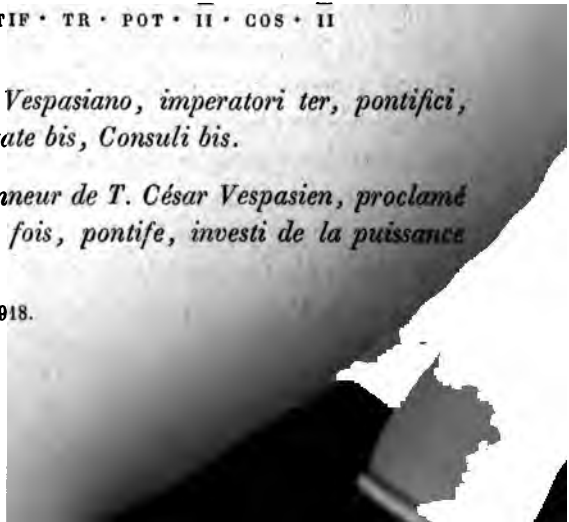 TIF · TR · POT · II · COS · II
Vespasiano, imperatori ter, pontifici,
ate bis, Consuli bis.
nneur de T. César Vespasien, proclamé
fois, pontife, investi de la puissance
918.